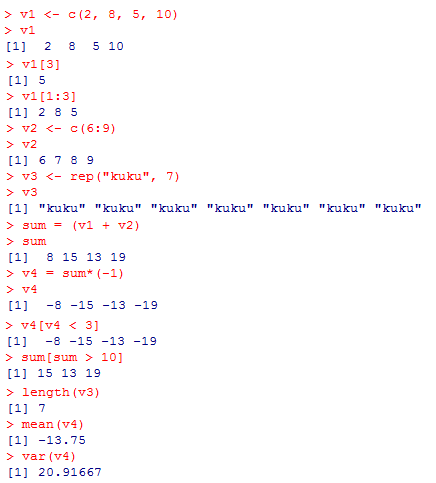 > v1 <- c(2, 8, 5, 10)
> v1
[1]  2  8  5 10
> v1[3]
[1] 5
> v1[1:3]
[1] 2 8 5
> v2 <- c(6:9)
> v2
[1] 6 7 8 9
> v3 <- rep("kuku", 7)
> v3
[1] "kuku" "kuku" "kuku" "kuku" "kuku" "kuku" "kuku"
> sum = (v1 + v2)
> sum
[1]  8 15 13 19
> v4 = sum*(-1)
> v4
[1]  -8 -15 -13 -19
> v4[v4 < 3]
[1]  -8 -15 -13 -19
> sum[sum > 10]
[1] 15 13 19
> length(v3)
[1] 7
> mean(v4)
[1] -13.75
> var(v4)
[1] 20.91667